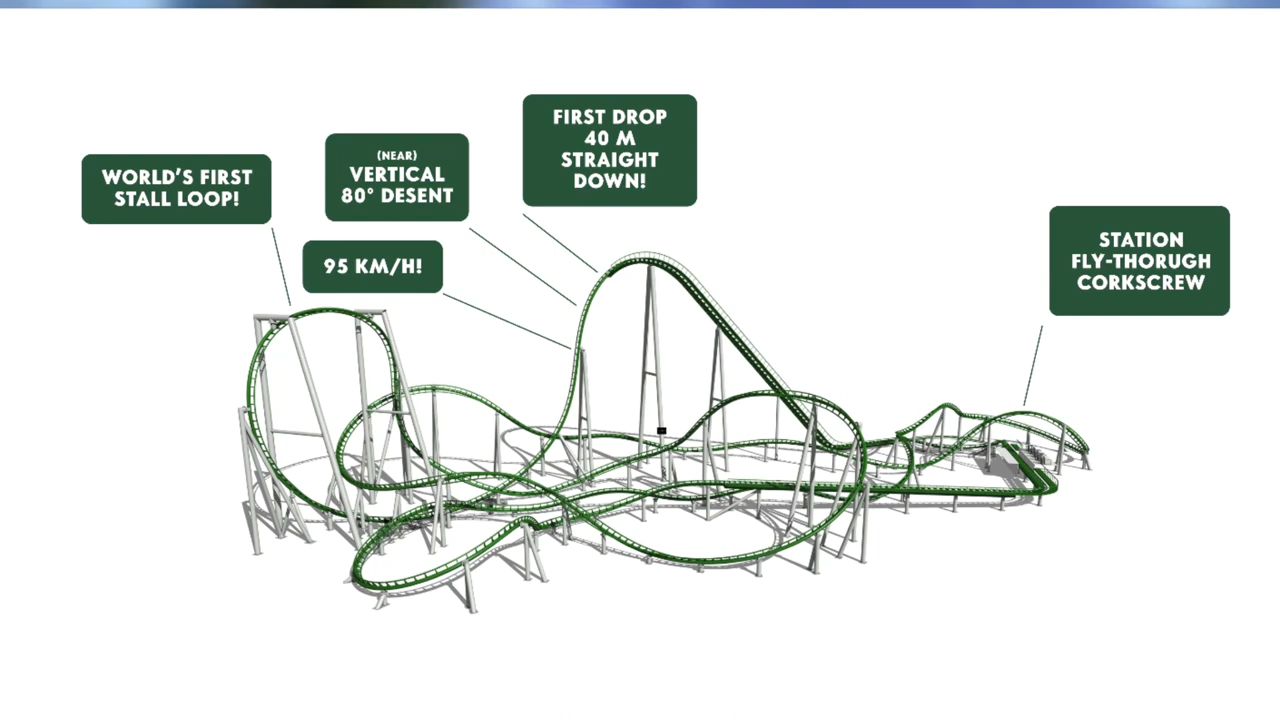 WORLD'S FIRST
STALL LOOP!
(NEAR)
VERTICAL
80° DESENT
95 KM/H!
FIRST DROP
40 M
STRAIGHT
DOWN!
STATION
FLY-THORUGH
CORKSCREW